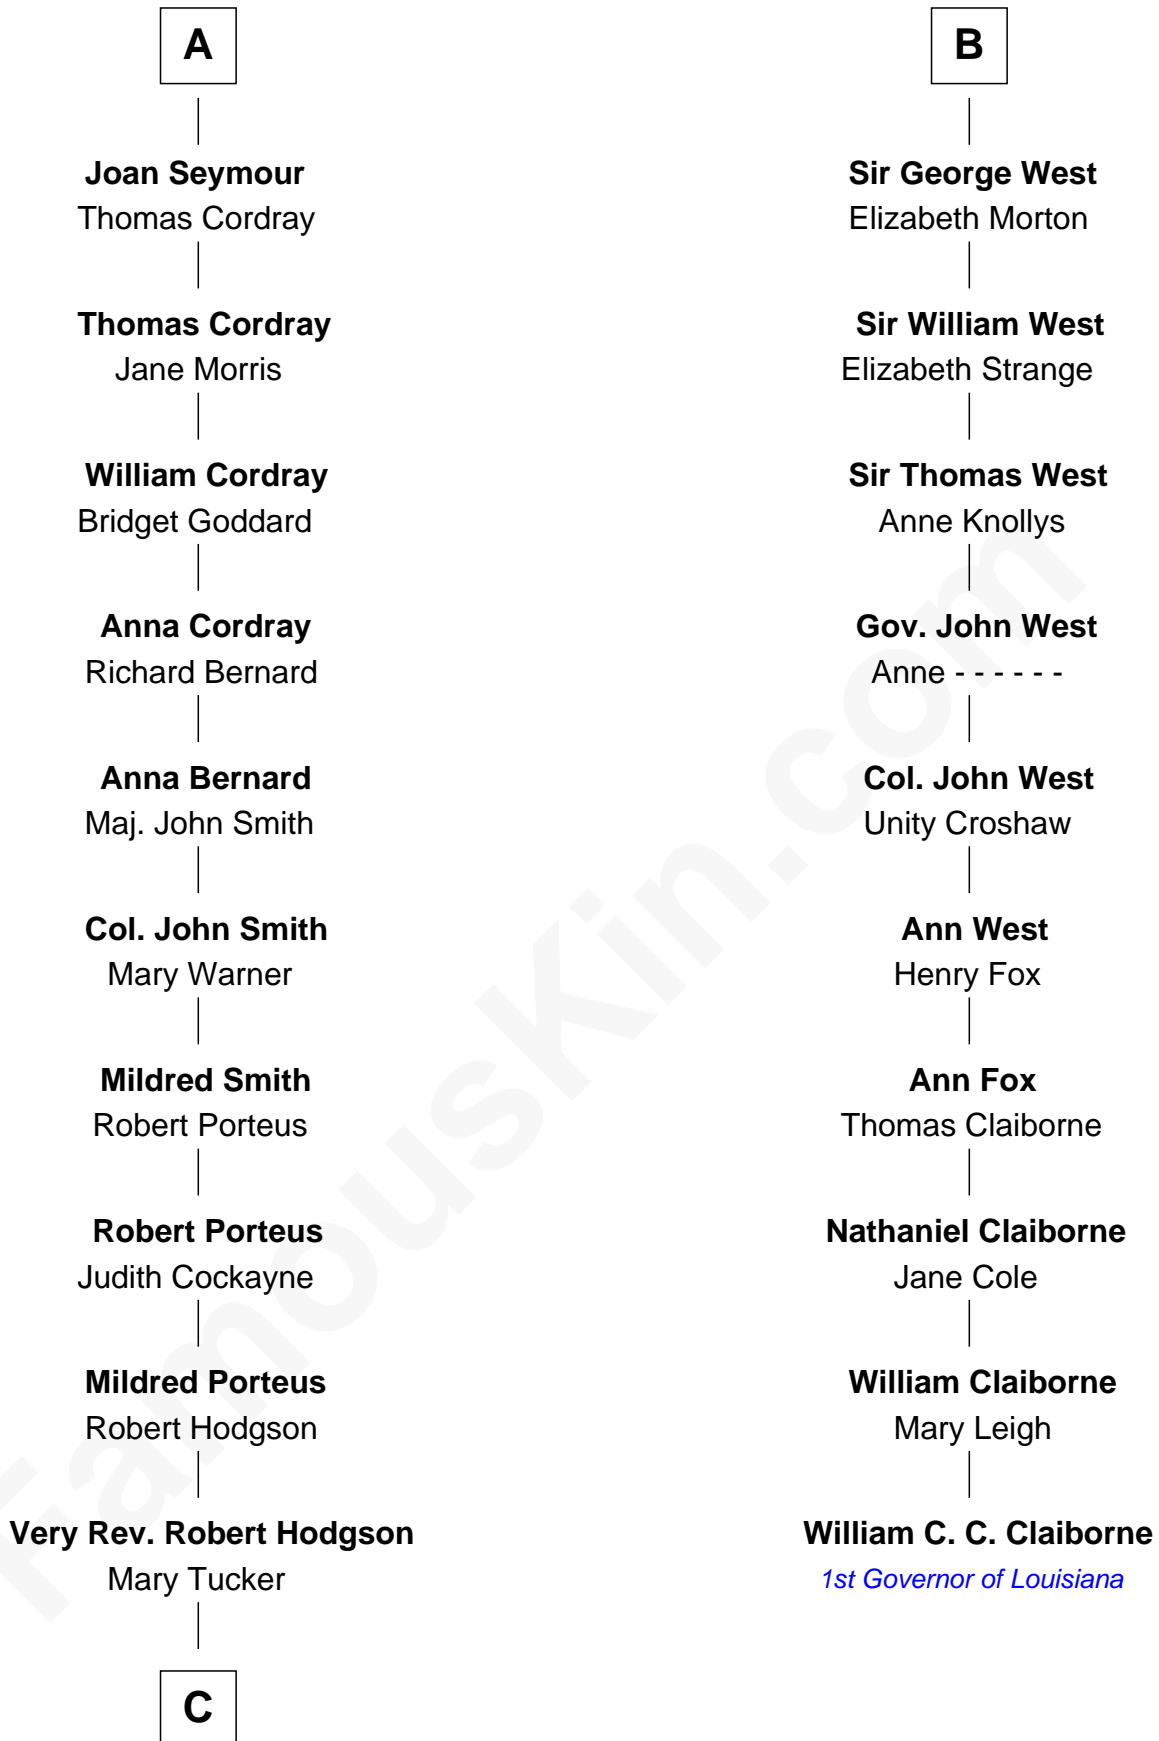 A
Joan Seymour
Thomas Cordray
Thomas Cordray
Jane Morris
William Cordray
Bridget Goddard
Anna Cordray
Richard Bernard
Anna Bernard
Maj. John Smith
Col. John Smith
Mary Warner
Mildred Smith
Robert Porteus
Robert Porteus
Judith Cockayne
Mildred Porteus
Robert Hodgson
Very Rev. Robert Hodgson
Mary Tucker
C
B
Sir George West
Elizabeth Morton
Sir William West
Elizabeth Strange
Sir Thomas West
Anne Knollys
Gov. John West
Anne - - - - - -
Col. John West
Unity Croshaw
Ann West
Henry Fox
Ann Fox
Thomas Claiborne
Nathaniel Claiborne
Jane Cole
William Claiborne
Mary Leigh
William C. C. Claiborne
1st Governor of Louisiana
FamousKin.com